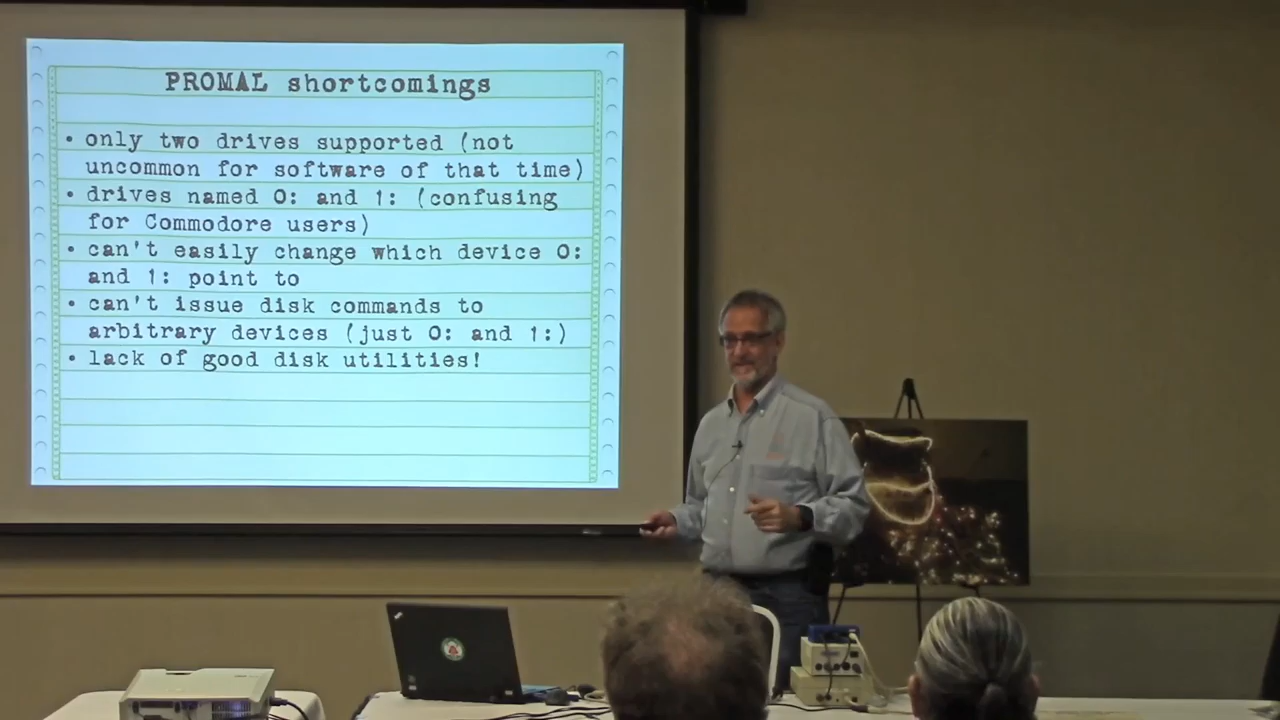 PROMAL shortcomings
• only two drives supported (not
uncommon for software of that time)
• drives named 0: and 1: (confusing
for Commodore users)
• can't easily change which device 0:
and 1: point to
• can't issue disk commands to
arbitrary devices (just 0: and 1:)
• lack of good disk utilities!